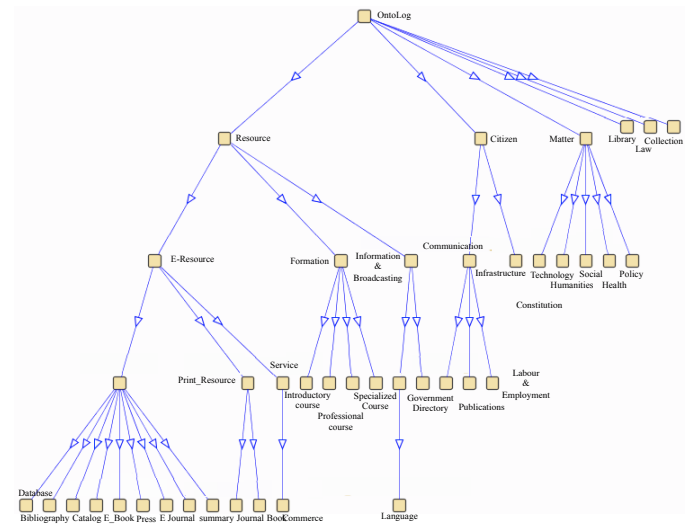 OntoLog
Resource
Citizen
Matter
Library
Law
Collection
E-Resource
Formation
Information
&
Broadcasting
Communication
Infrastructure
Technology
Humanities
Social
Health
Policy
Constitution
Print_Resource
Service
Introductory
course
Professional
course
Specialized
Course
Government
Directory
Publications
Labour
&
Employment
Database
Bibliography
Catalog
E_Book
Press
E Journal
summary
Journal
Book
Commerce
Language